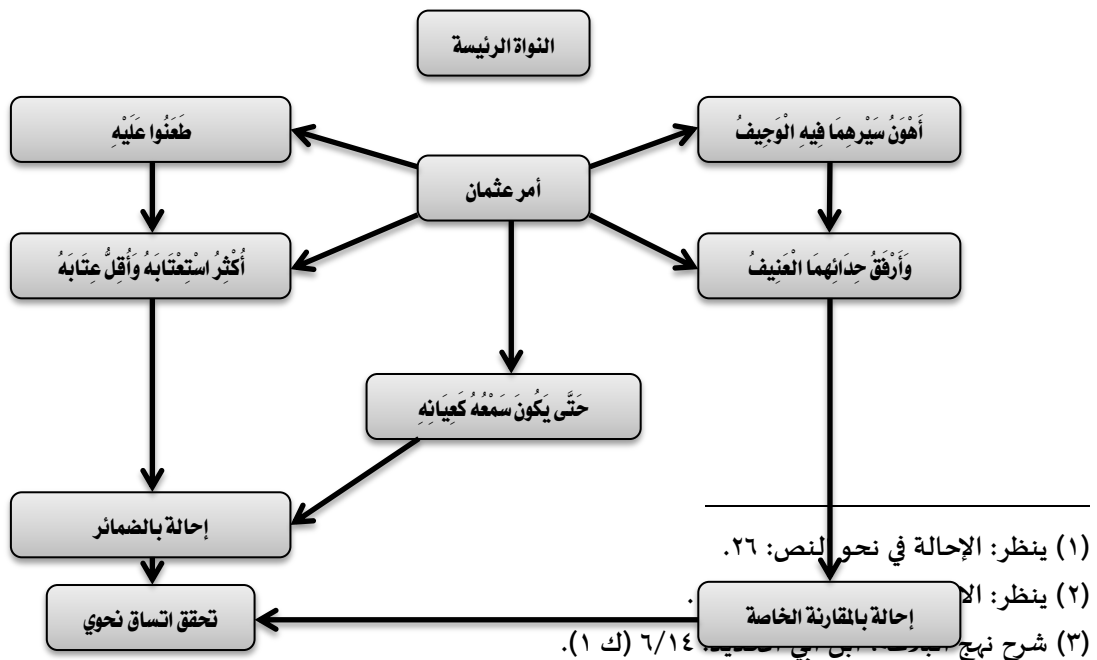 النواة الرئيسة
أَهْوَنُ سَيْرِهِمَا فِيهِ الْوَجِيفُ
طَعَنُوا عَلَيْهِ
أمر عثمان
وَأَرْفَقُ حِدَائِهِمَا الْعَنِيفُ
أُكْثِرُ اسْتِعْتَابَهُ وَأُقِلُّ عِتَابَهُ
حَتَّى يَكُونَ سَمْعُهُ كَعِيَانِهِ
إحالة بالضمائر
إحالة بالمقارنة الخاصة
تحقق اتساق نحوي
(١) ينظر: الإحالة في نحو النص: ٢٦.
(٢) ينظر: .
(٣) شرح نهج ٦/١٤ (ك ١).